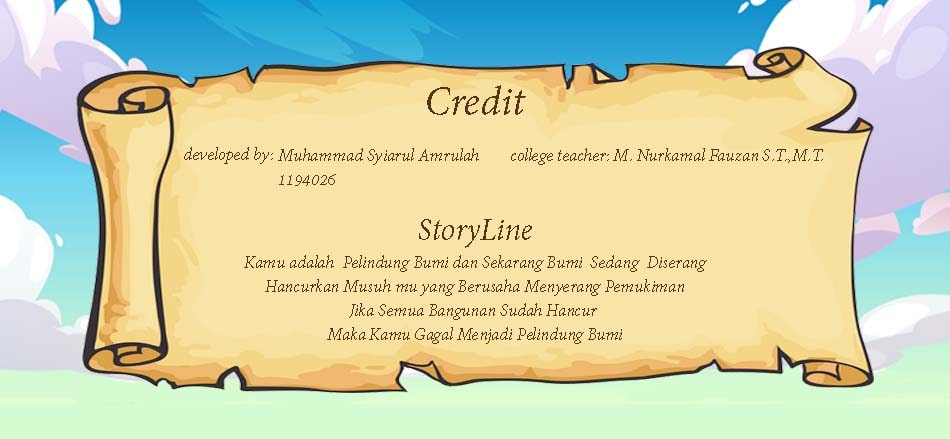 Credit
developed by: Muhammad Syiarul Amrulah college teacher: M. Nurkamal Fauzan S.T.,M.T.
1194026
StoryLine
Kamu adalah Pelindung Bumi dan Sekarang Bumi Sedang Diserang
Hancurkan Musuh mu yang Berusaha Menyerang Pemukiman
Jika Semua Bangunan Sudah Hancur
Maka Kamu Gagal Menjadi Pelindung Bumi